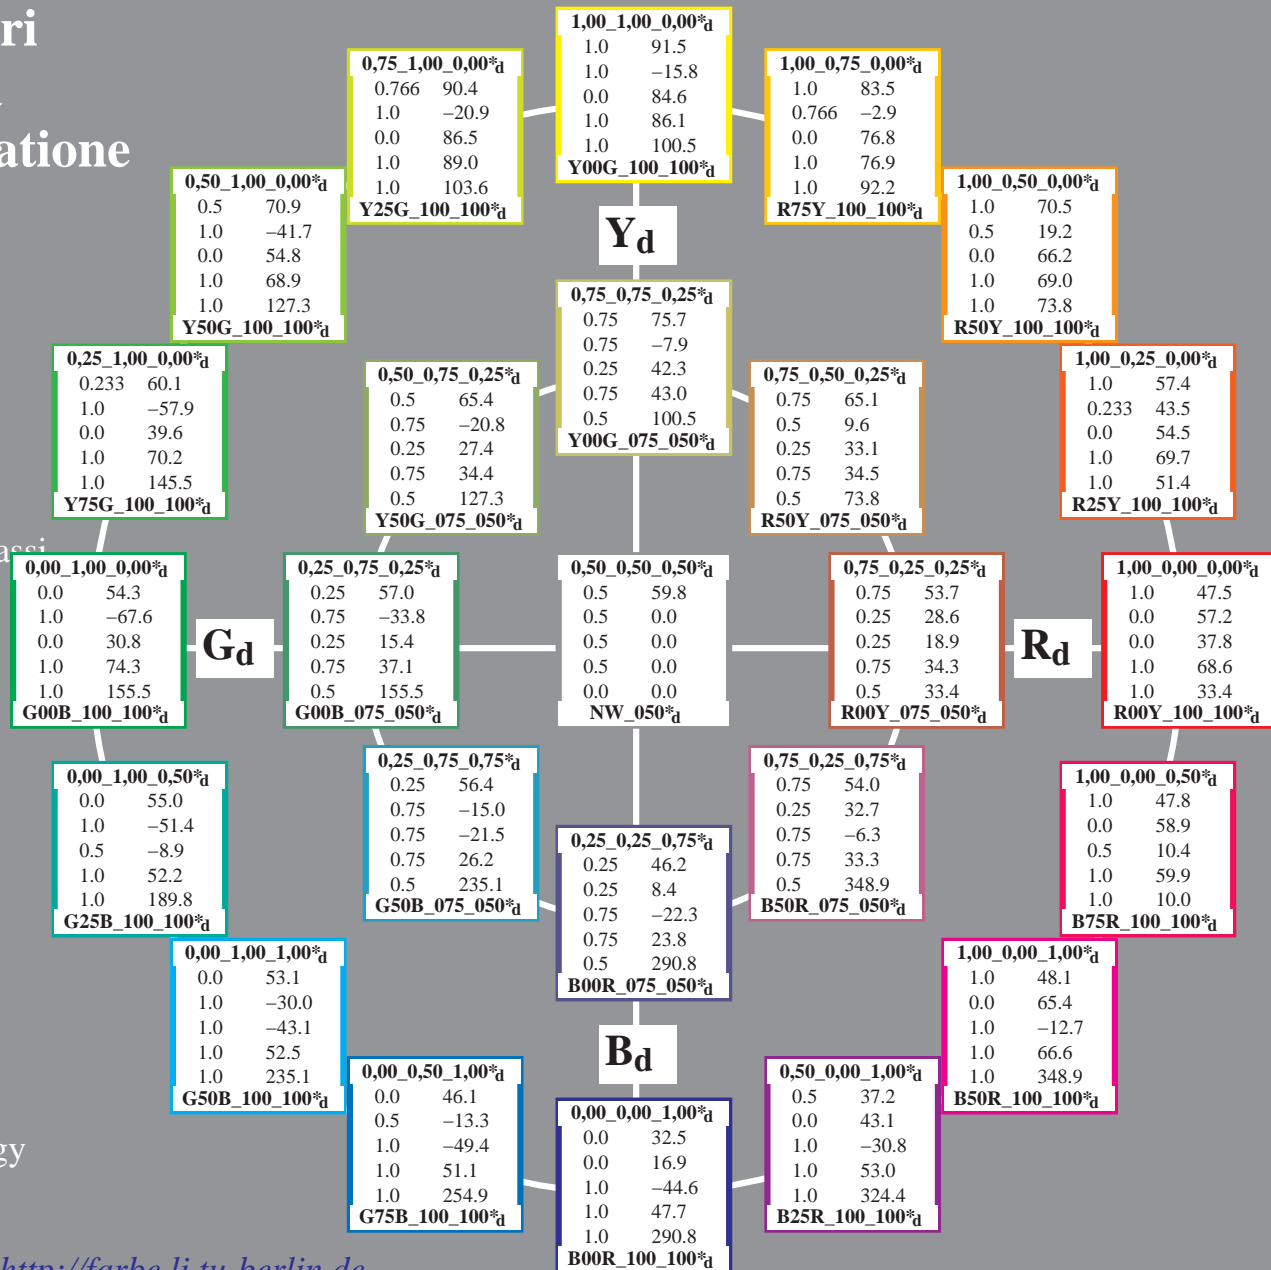 ri
atione
assi
gy
http://farbe.li.tu-berlin.de
1,00_1,00_0,00*d
1.0 91.5
1.0 −15.8
0.0 84.6
1.0 86.1
1.0 100.5
Y00G_100_100*d
0,75_1,00_0,00*d
0.766 90.4
1.0 −20.9
0.0 86.5
1.0 89.0
1.0 103.6
Y25G_100_100*d
1,00_0,75_0,00*d
1.0 83.5
0.766 −2.9
0.0 76.8
1.0 76.9
1.0 92.2
R75Y_100_100*d
0,50_1,00_0,00*d
0.5 70.9
1.0 −41.7
0.0 54.8
1.0 68.9
1.0 127.3
Y50G_100_100*d
Yd
1,00_0,50_0,00*d
1.0 70.5
0.5 19.2
0.0 66.2
1.0 69.0
1.0 73.8
R50Y_100_100*d
0,75_0,75_0,25*d
0.75 75.7
0.75 −7.9
0.25 42.3
0.75 43.0
0.5 100.5
Y00G_075_050*d
0,25_1,00_0,00*d
0.233 60.1
1.0 −57.9
0.0 39.6
1.0 70.2
1.0 145.5
Y75G_100_100*d
0,50_0,75_0,25*d
0.5 65.4
0.75 −20.8
0.25 27.4
0.75 34.4
0.5 127.3
Y50G_075_050*d
0,75_0,50_0,25*d
0.75 65.1
0.5 9.6
0.25 33.1
0.75 34.5
0.5 73.8
R50Y_075_050*d
1,00_0,25_0,00*d
1.0 57.4
0.233 43.5
0.0 54.5
1.0 69.7
1.0 51.4
R25Y_100_100*d
0,00_1,00_0,00*d
0.0 54.3
1.0 −67.6
0.0 30.8
1.0 74.3
1.0 155.5
G00B_100_100*d
Gd
0,25_0,75_0,25*d
0.25 57.0
0.75 −33.8
0.25 15.4
0.75 37.1
0.5 155.5
G00B_075_050*d
0,50_0,50_0,50*d
0.5 59.8
0.5 0.0
0.5 0.0
0.5 0.0
0.0 0.0
NW_050*d
0,75_0,25_0,25*d
0.75 53.7
0.25 28.6
0.25 18.9
0.75 34.3
0.5 33.4
R00Y_075_050*d
Rd
1,00_0,00_0,00*d
1.0 47.5
0.0 57.2
0.0 37.8
1.0 68.6
1.0 33.4
R00Y_100_100*d
0,00_1,00_0,50*d
0.0 55.0
1.0 −51.4
0.5 −8.9
1.0 52.2
1.0 189.8
G25B_100_100*d
0,25_0,75_0,75*d
0.25 56.4
0.75 −15.0
0.75 −21.5
0.75 26.2
0.5 235.1
G50B_075_050*d
0,75_0,25_0,75*d
0.75 54.0
0.25 32.7
0.75 −6.3
0.75 33.3
0.5 348.9
B50R_075_050*d
1,00_0,00_0,50*d
1.0 47.8
0.0 58.9
0.5 10.4
1.0 59.9
1.0 10.0
B75R_100_100*d
0,25_0,25_0,75*d
0.25 46.2
0.25 8.4
0.75 −22.3
0.75 23.8
0.5 290.8
B00R_075_050*d
0,00_1,00_1,00*d
0.0 53.1
1.0 −30.0
1.0 −43.1
1.0 52.5
1.0 235.1
G50B_100_100*d
Bd
1,00_0,00_1,00*d
1.0 48.1
0.0 65.4
1.0 −12.7
1.0 66.6
1.0 348.9
B50R_100_100*d
0,00_0,50_1,00*d
0.0 46.1
0.5 −13.3
1.0 −49.4
1.0 51.1
1.0 254.9
G75B_100_100*d
0,50_0,00_1,00*d
0.5 37.2
0.0 43.1
1.0 −30.8
1.0 53.0
1.0 324.4
B25R_100_100*d
0,00_0,00_1,00*d
0.0 32.5
0.0 16.9
1.0 −44.6
1.0 47.7
1.0 290.8
B00R_100_100*d